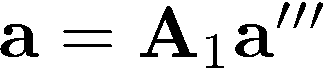 𝐚 = 𝐀₁𝐚‴